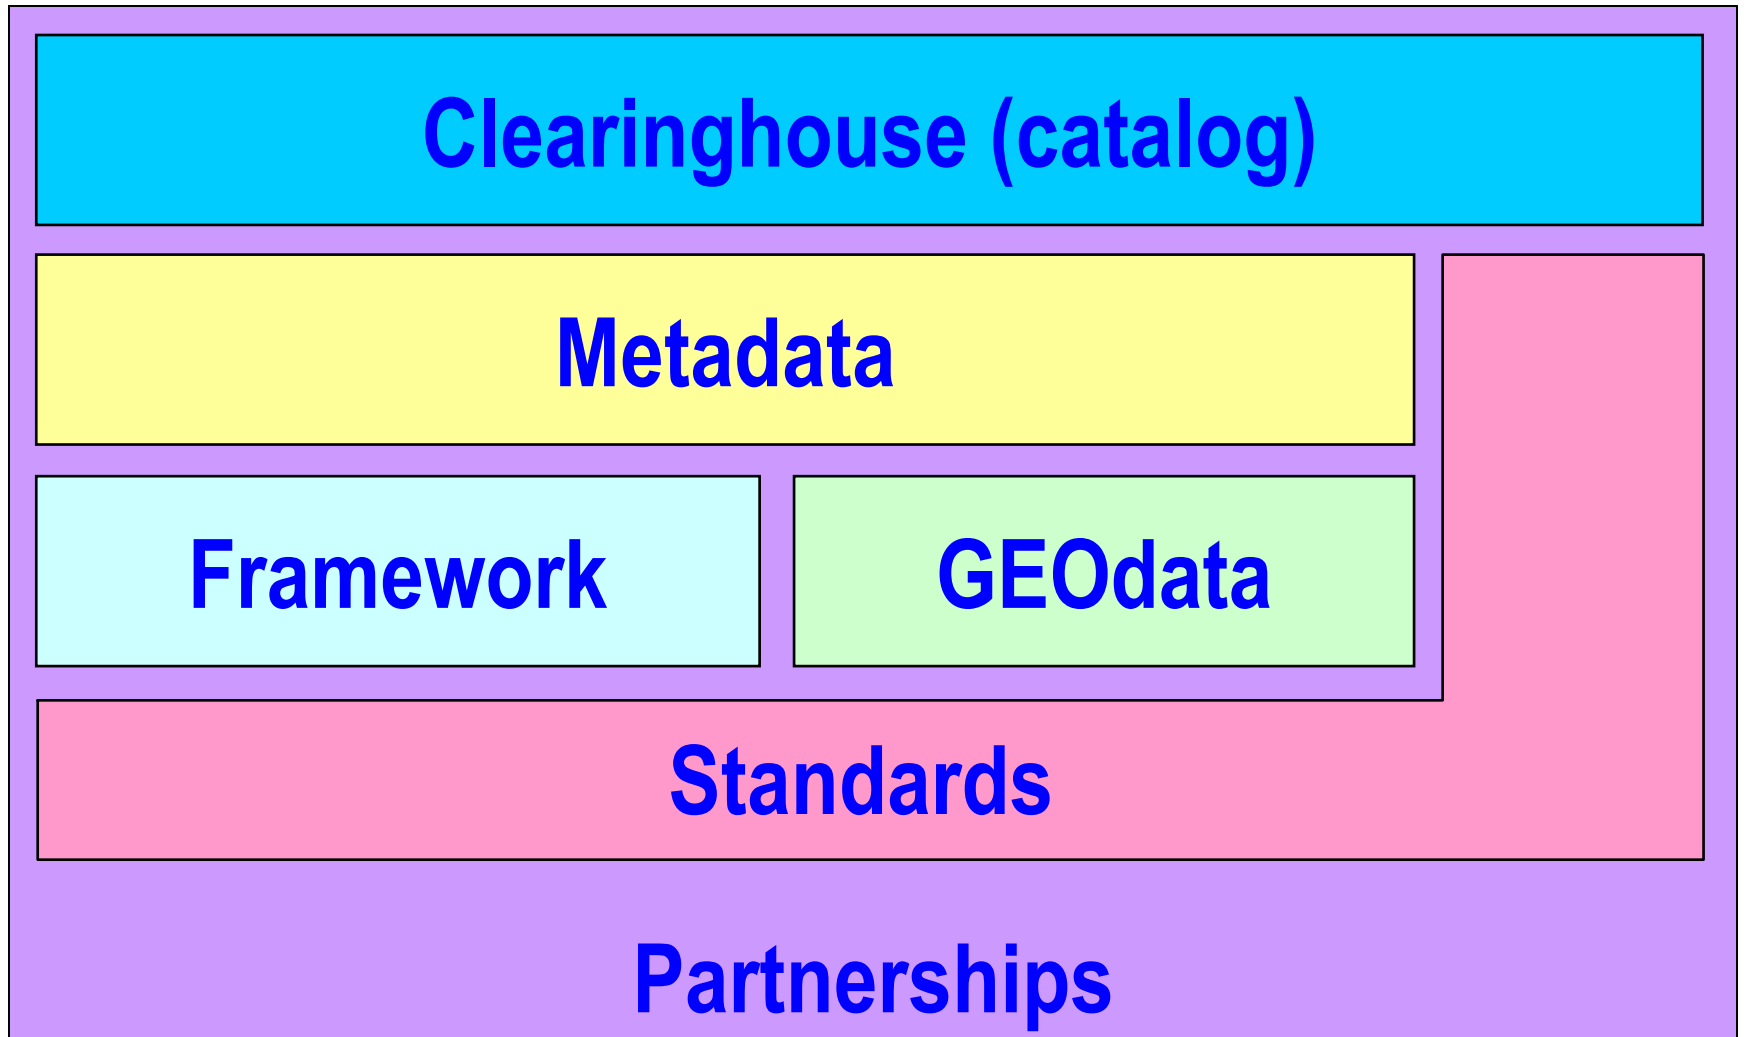 Clearinghouse (catalog)
Metadata
Framework
GEOdata
Standards
Partnerships